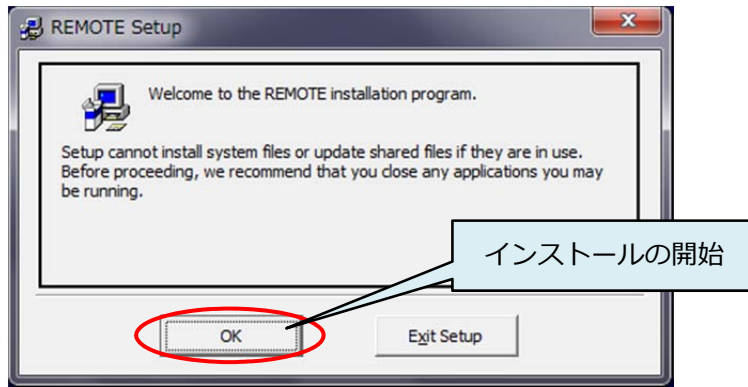 REMOTE Setup
Welcome to the REMOTE installation program.
Setup cannot install system files or update shared files if they are in use.
Before proceeding, we recommend that you close any applications you may
be running.
インストールの開始
OK
Exit Setup